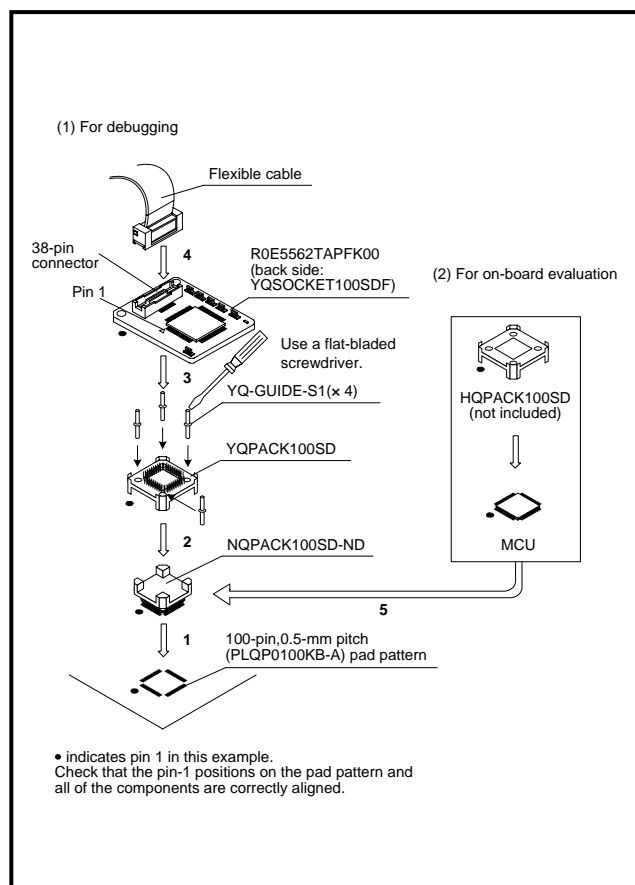 (1) For debugging
Flexible cable
4
38-pin
connector
R0E5562TAPFK00
(back side:
YQSOCKET100SDF)
Pin 1
(2) For on-board evaluation
Use a flat-bladed
screwdriver.
3
YQ-GUIDE-S1(× 4)
HQPACK100SD
(not included)
YQPACK100SD
2
NQPACK100SD-ND
MCU
5
1
100-pin,0.5-mm pitch
(PLQP0100KB-A) pad pattern
● indicates pin 1 in this example.
Check that the pin-1 positions on the pad pattern and
all of the components are correctly aligned.